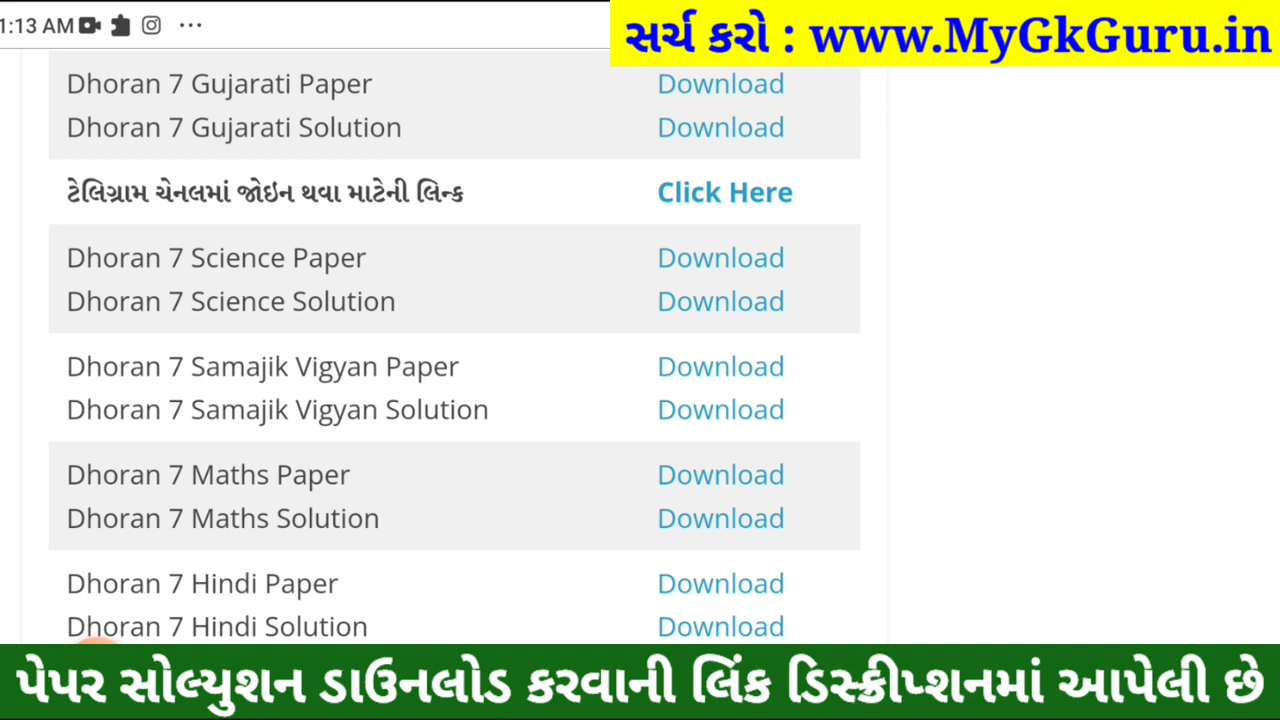 1:13 AM ...
સર્ચ કરો : www.MyGkGuru.in
Dhoran 7 Gujarati Paper Download
Dhoran 7 Gujarati Solution Download
ટેલિગ્રામ ચેનલમાં જોઇન થવા માટેની લિન્ક Click Here
Dhoran 7 Science Paper Download
Dhoran 7 Science Solution Download
Dhoran 7 Samajik Vigyan Paper Download
Dhoran 7 Samajik Vigyan Solution Download
Dhoran 7 Maths Paper Download
Dhoran 7 Maths Solution Download
Dhoran 7 Hindi Paper Download
Dhoran 7 Hindi Solution Download
પેપર સોલ્યુશન ડાઉનલોડ કરવાની લિંક ડિસ્ક્રીપ્શનમાં આપેલી છે